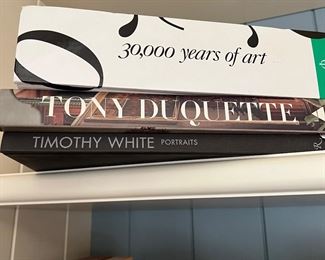 30,000 years of art
TONY DUQUETTE
TIMOTHY WHITE PORTRAITS